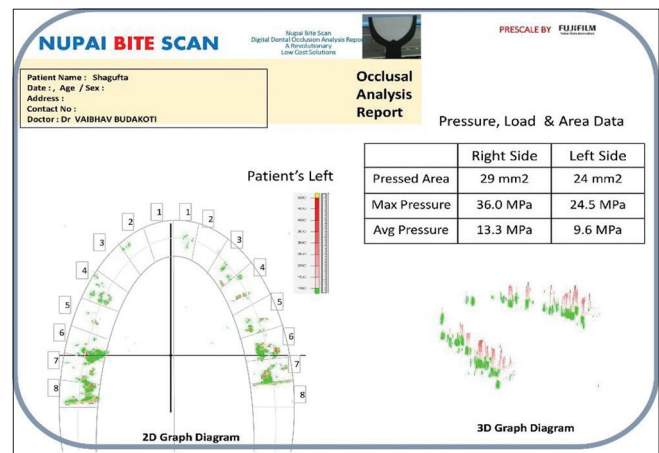 NUPAI BITE SCAN
Nupai Bite Scan
Digital Dental Occlusion Analysis Repor
A Revolutionary
Low Cost Solutions
PRESCALE BY FUJIFILM
Patient Name : Shagufta
Date : , Age / Sex :
Address :
Contact No :
Doctor : Dr VAIBHAV BUDAKOTI
Occlusal
Analysis
Report
Pressure, Load & Area Data
Right Side Left Side
Pressed Area 29 mm2 24 mm2
Max Pressure 36.0 MPa 24.5 MPa
Avg Pressure 13.3 MPa 9.6 MPa
Patient's Left
1 1
2 2
3 3
4 4
5 5
6 6
7 7
8 8
2D Graph Diagram
3D Graph Diagram